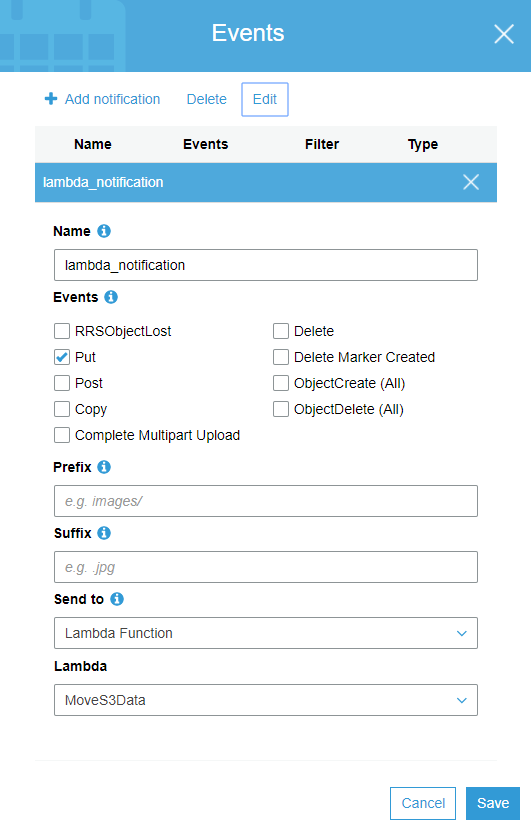 Events
Add notification Delete Edit
Name Events Filter Type
lambda_notification
Name
lambda_notification
Events
RRSObjectLost Delete
Put Delete Marker Created
Post ObjectCreate (All)
Copy ObjectDelete (All)
Complete Multipart Upload
Prefix
e.g. images/
Suffix
e.g. .jpg
Send to
Lambda Function
Lambda
MoveS3Data
Cancel Save